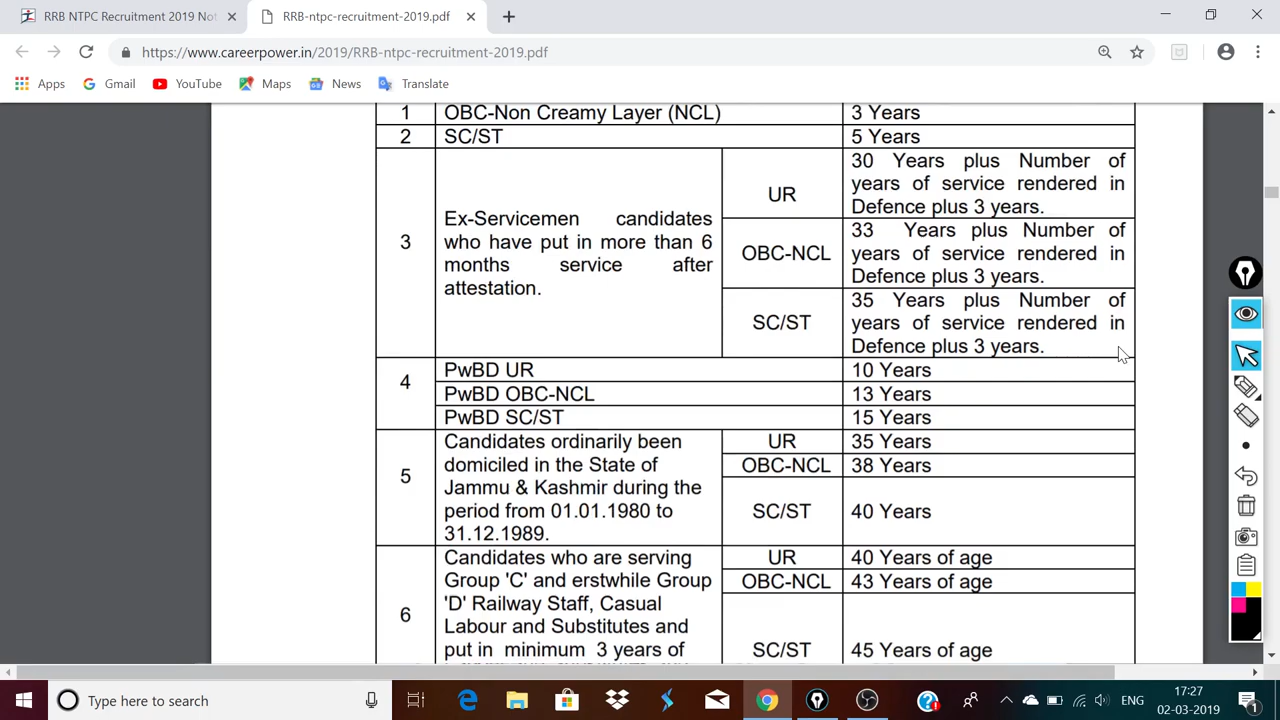 RRB NTPC Recruitment 2019 Not
RRB-ntpc-recruitment-2019.pdf
https://www.careerpower.in/2019/RRB-ntpc-recruitment-2019.pdf
Apps Gmail YouTube Maps News Translate
1 OBC-Non Creamy Layer (NCL) 3 Years
2 SC/ST 5 Years
3
Ex-Servicemen candidates
who have put in more than 6
months service after
attestation.
UR
30 Years plus Number of
years of service rendered in
Defence plus 3 years.
OBC-NCL
33 Years plus Number of
years of service rendered in
Defence plus 3 years.
SC/ST
35 Years plus Number of
years of service rendered in
Defence plus 3 years.
4
PwBD UR 10 Years
PwBD OBC-NCL 13 Years
PwBD SC/ST 15 Years
5
Candidates ordinarily been
domiciled in the State of
Jammu & Kashmir during the
period from 01.01.1980 to
31.12.1989.
UR 35 Years
OBC-NCL 38 Years
SC/ST 40 Years
6
Candidates who are serving
Group 'C' and erstwhile Group
'D' Railway Staff, Casual
Labour and Substitutes and
put in minimum 3 years of
UR 40 Years of age
OBC-NCL 43 Years of age
SC/ST 45 Years of age
Type here to search
ENG
17:27
02-03-2019
1